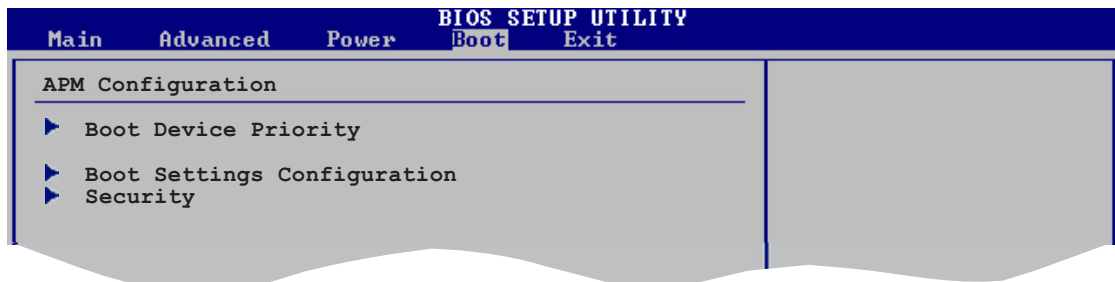 BIOS SETUP UTILITY
Main Advanced Power Boot Exit
APM Configuration
Boot Device Priority
Boot Settings Configuration
Security